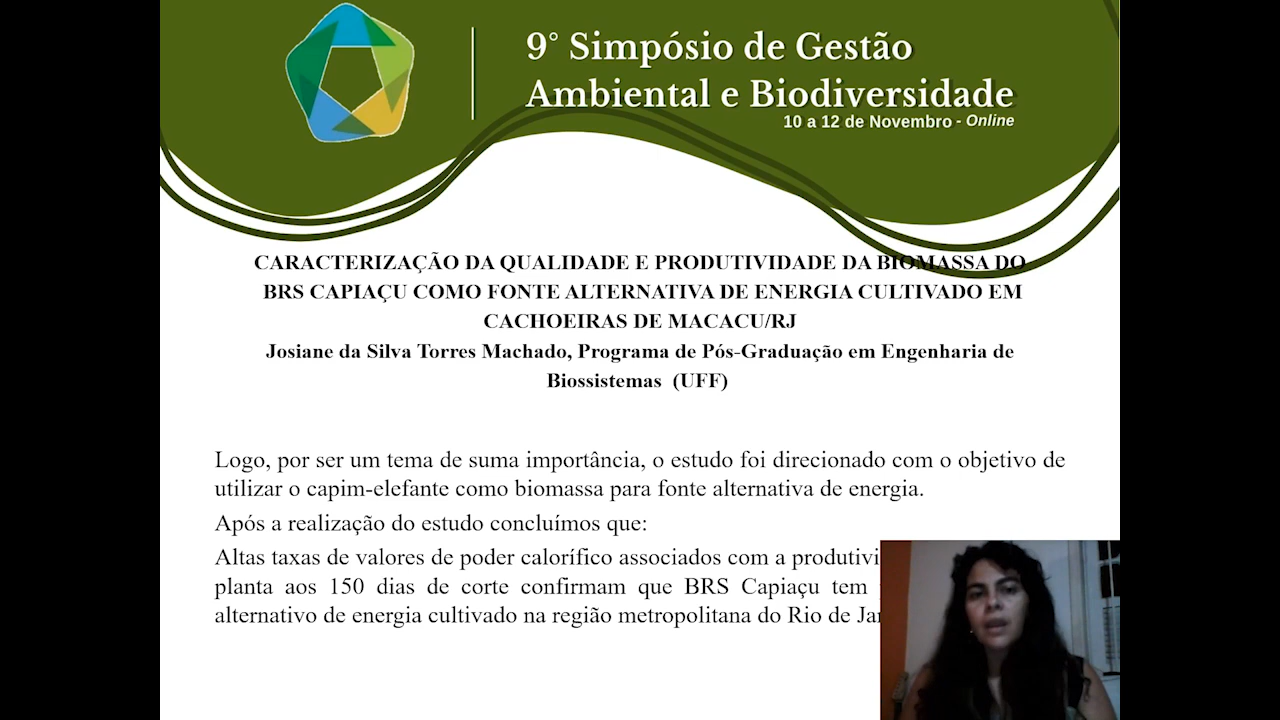 9° Simpósio de Gestão
Ambiental e Biodiversidade
10 a 12 de Novembro - Online
CARACTERIZAÇÃO DA QUALIDADE E PRODUTIVIDADE DA BIOMASSA DO
BRS CAPIAÇU COMO FONTE ALTERNATIVA DE ENERGIA CULTIVADO EM
CACHOEIRAS DE MACACU/RJ
Josiane da Silva Torres Machado, Programa de Pós-Graduação em Engenharia de
Biossistemas (UFF)
Logo, por ser um tema de suma importância, o estudo foi direcionado com o objetivo de
utilizar o capim-elefante como biomassa para fonte alternativa de energia.
Após a realização do estudo concluímos que:
Altas taxas de valores de poder calorífico associados com a
planta aos 150 dias de corte confirmam que BRS Capiaçu tem
alternativo de energia cultivado na região metropolitana do Rio de